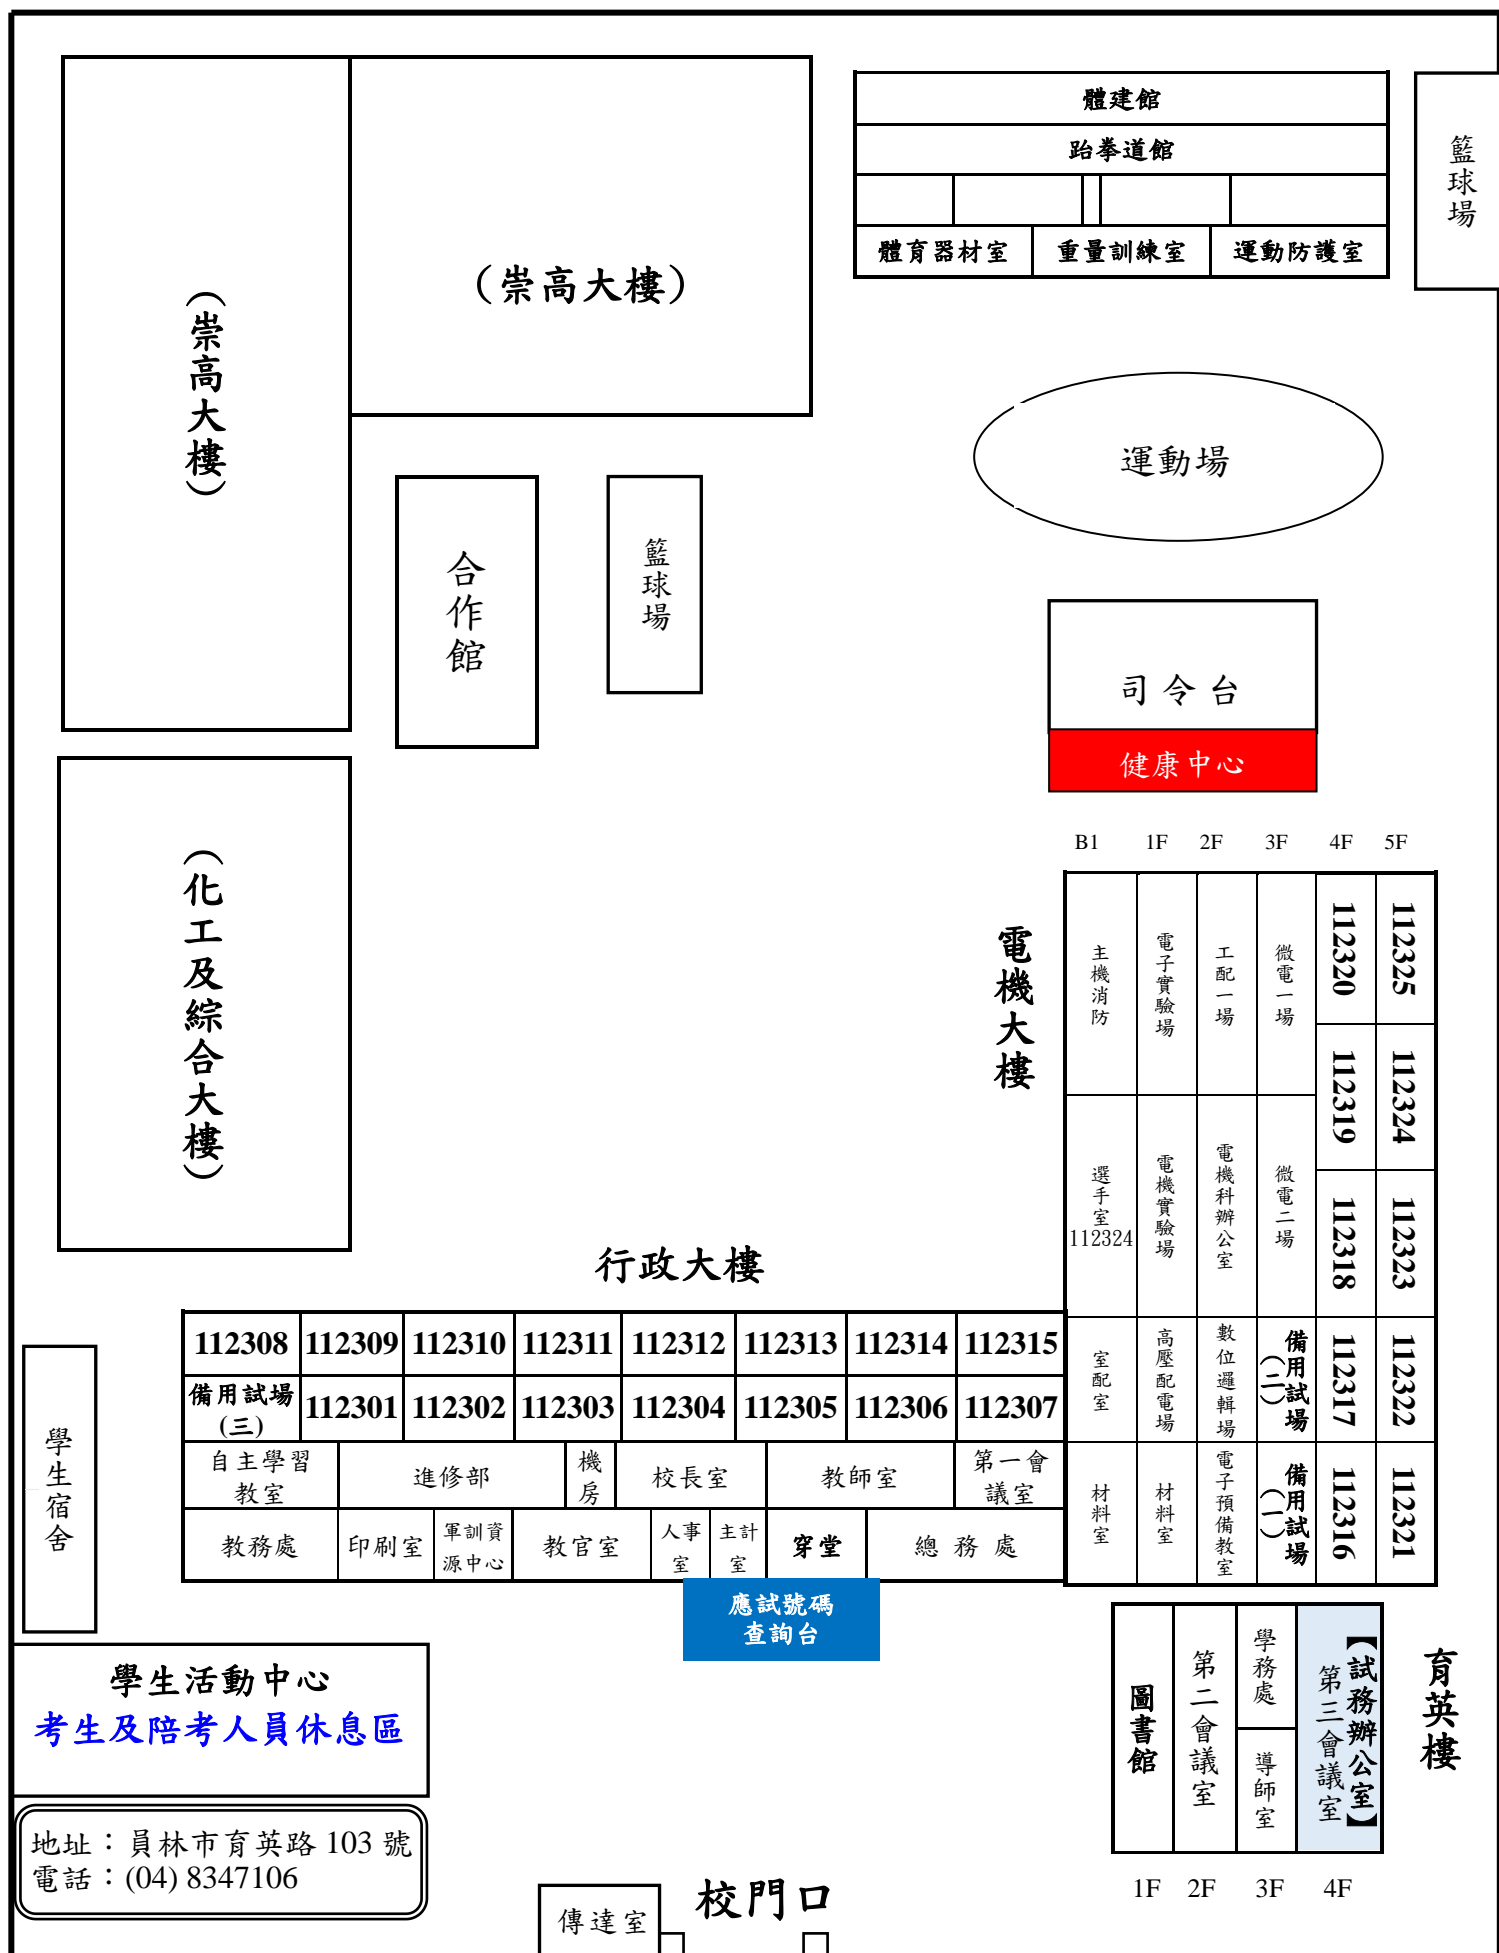 體建館
跆拳道館
體育器材室 重量訓練室 運動防護室
籃球場
(崇高大樓)
(崇高大樓)
運動場
合作館
籃球場
司令台
健康中心
(化工及綜合大樓)
電機大樓
B1 1F 2F 3F 4F 5F
主機消防
電子實驗場
工配一場
微電一場
112320
112325
112319
112324
選手室
112324
電機實驗場
電機科辦公室
微電二場
112318
112323
室配室
高壓配電場
數位邏輯場
備用試場
(二)
112317
112322
材料室
材料室
電子預備教室
備用試場
(一)
112316
112321
行政大樓
112308 112309 112310 112311 112312 112313 112314 112315
備用試場
(三)
112301 112302 112303 112304 112305 112306 112307
自主學習
教室
進修部
機房
校長室
教師室
第一會
議室
教務處
印刷室
軍訓資
源中心
教官室
人事
室
主計
室
穿堂
總務處
應試號碼
查詢台
學生宿舍
學生活動中心
考生及陪考人員休息區
地址：員林市育英路 103 號
電話：(04) 8347106
圖書館
第二會議室
學務處
導師室
【試務辦公室】
第三會議室
育英樓
1F 2F 3F 4F
校門口
傳達室